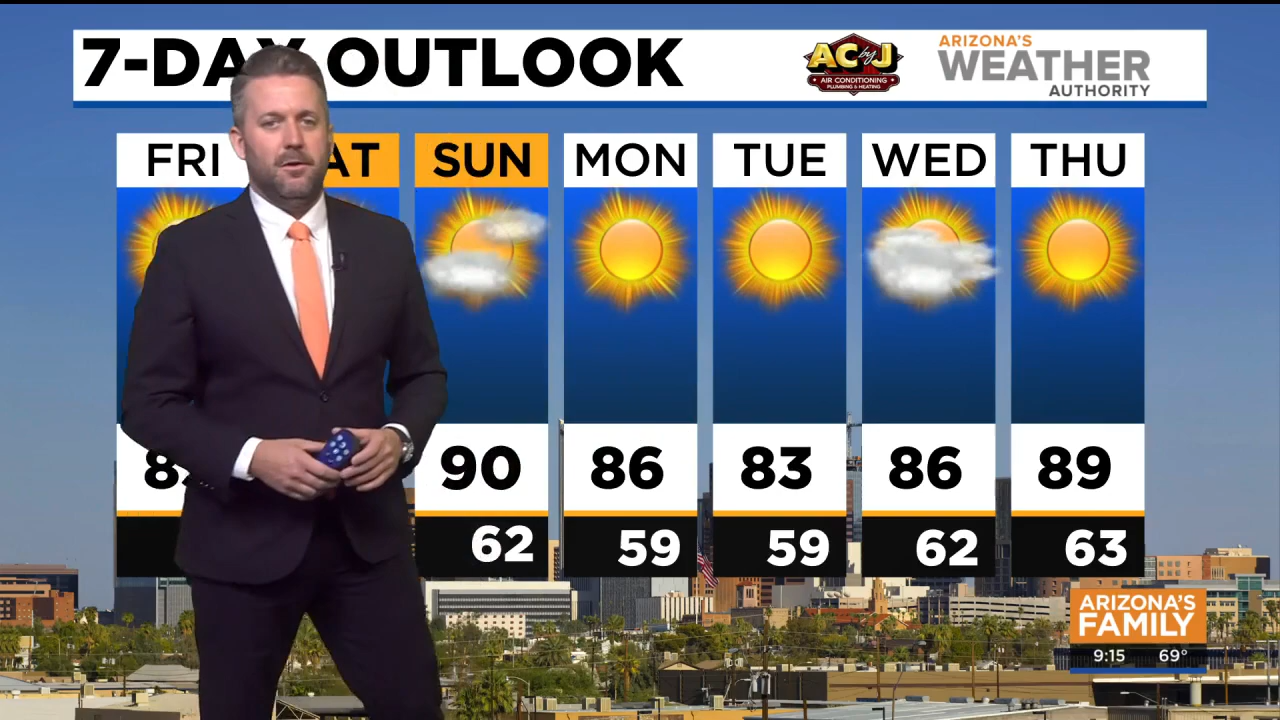 7-DAY OUTLOOK
AC by J
AIR CONDITIONING
PLUMBING & HEATING
ARIZONA'S
WEATHER
AUTHORITY
FRI
SUN
MON
TUE
WED
THU
90
86
83
86
89
62
59
59
62
63
ARIZONA'S
FAMILY
9:15 69°